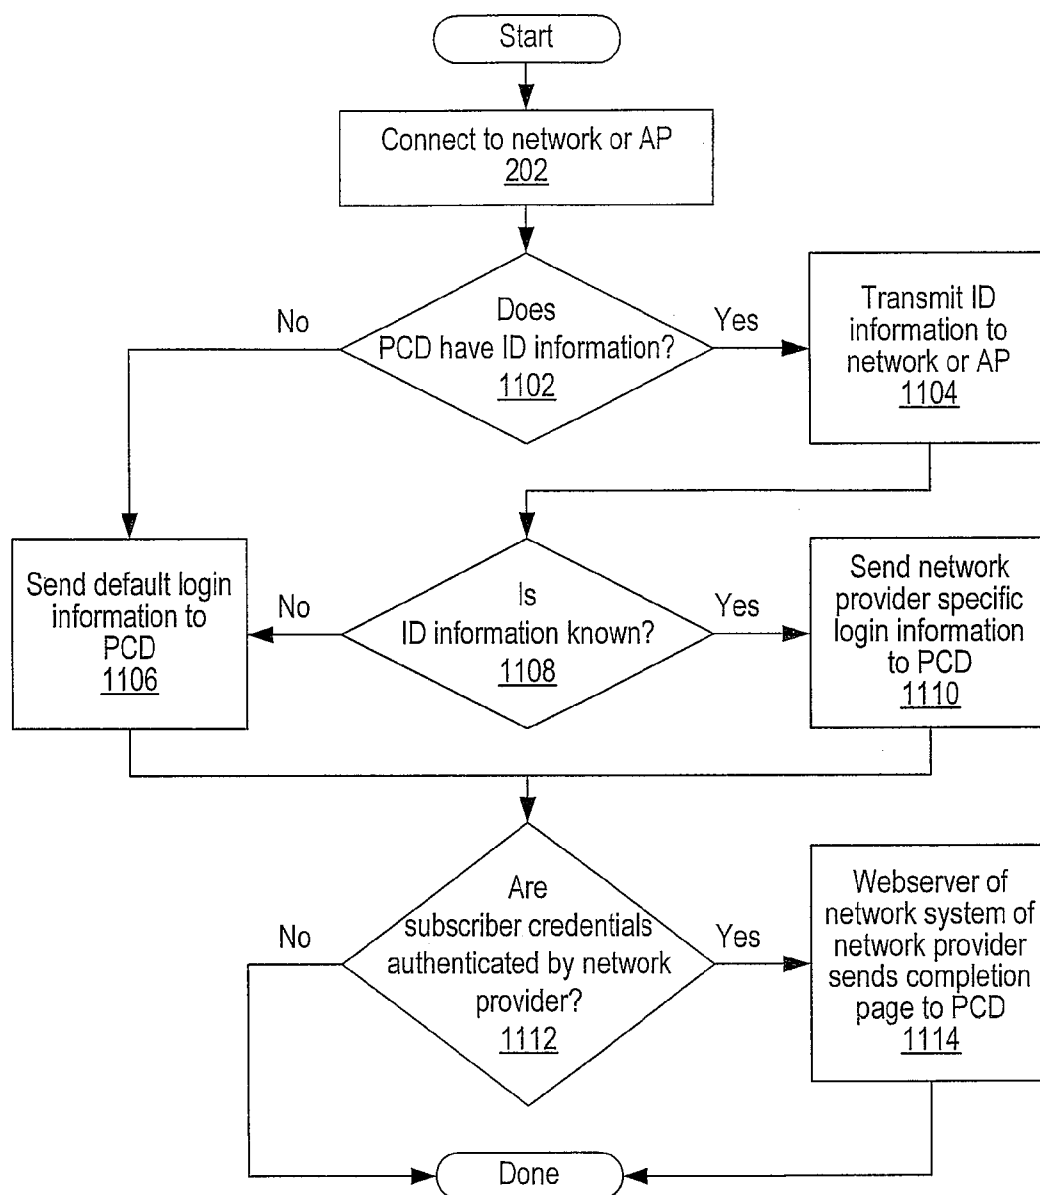 Start
Connect to network or AP
202
Does
PCD have ID information?
1102
No
Yes
Transmit ID
information to
network or AP
1104
Send default login
information to
PCD
1106
No
Is
ID information known?
1108
Yes
Send network
provider specific
login information
to PCD
1110
No
Are
subscriber credentials
authenticated by network
provider?
1112
Yes
Webserver of
network system of
network provider
sends completion
page to PCD
1114
Done